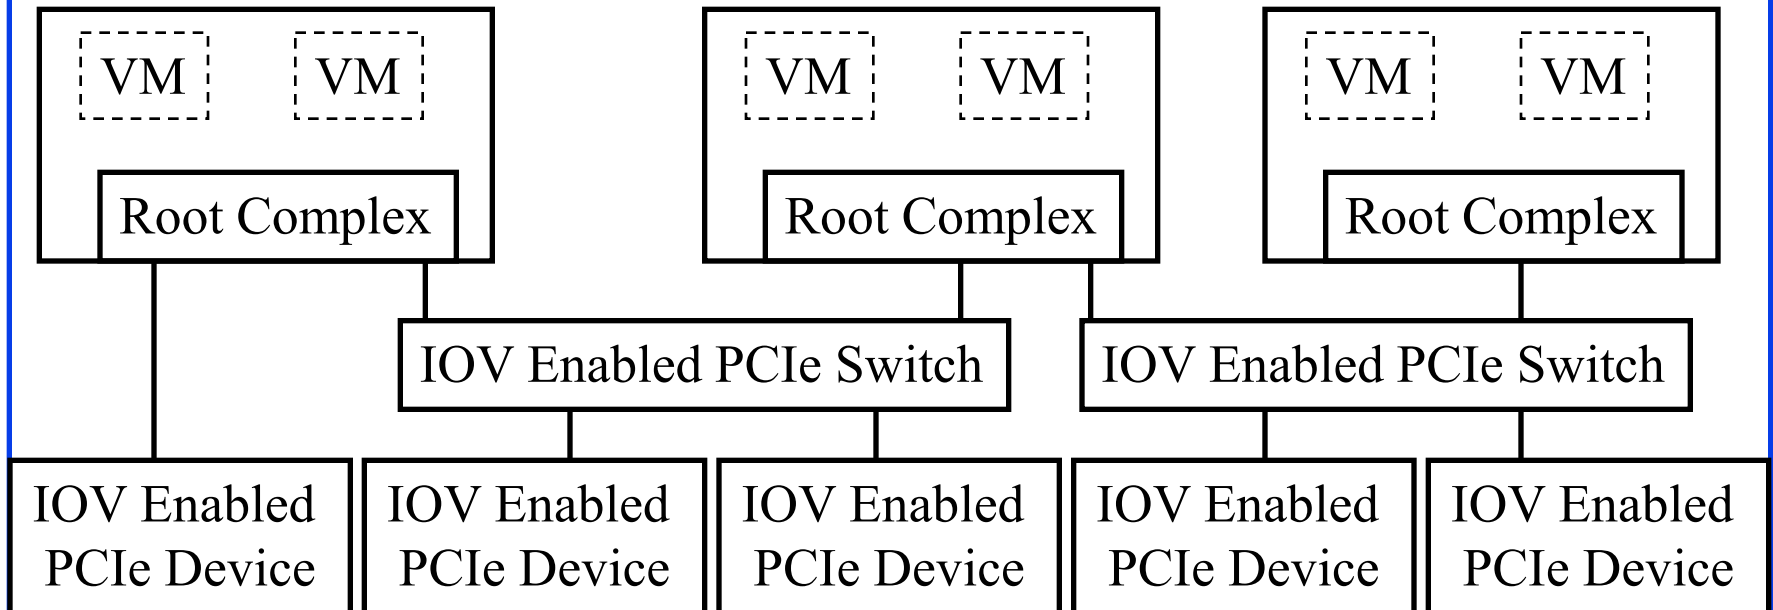 VM VM VM VM VM VM
Root Complex Root Complex Root Complex
IOV Enabled PCIe Switch IOV Enabled PCIe Switch
IOV Enabled IOV Enabled IOV Enabled IOV Enabled IOV Enabled
PCIe Device PCIe Device PCIe Device PCIe Device PCIe Device